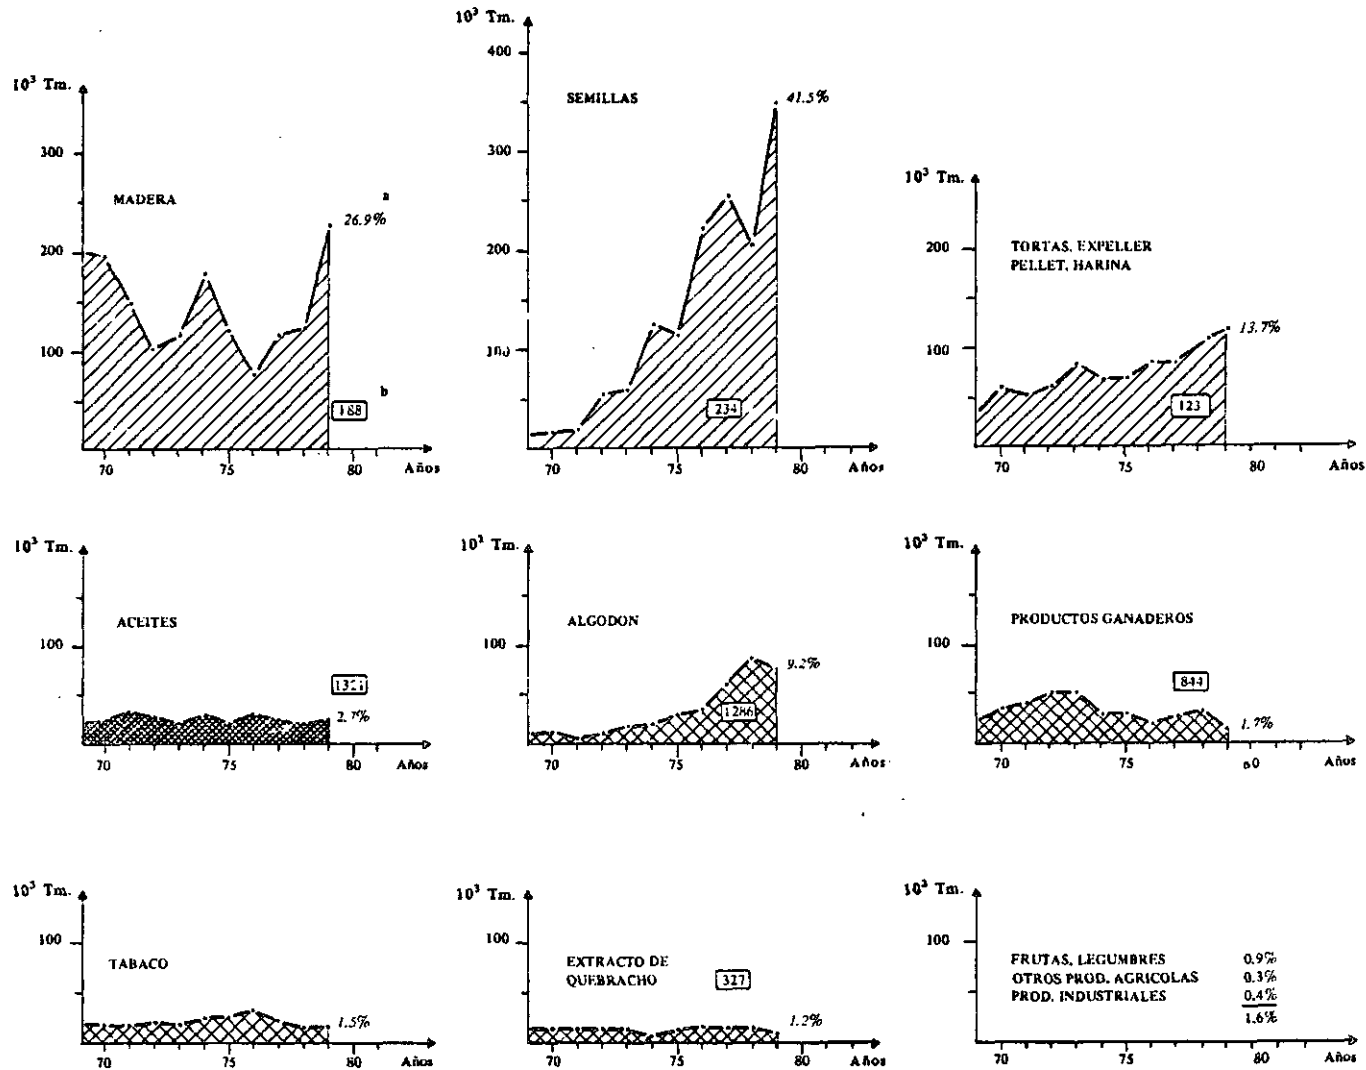 10³ Tm.
300
200
100
MADERA
a
26.9%
b
188
70 75 80 Años
10³ Tm.
400
300
200
100
SEMILLAS
41.5%
234
70 75 80 Años
10³ Tm.
200
100
TORTAS, EXPELLER
PELLET, HARINA
13.7%
123
70 75 80 Años
10³ Tm.
100
ACEITES
1321
2.7%
70 75 80 Años
10³ Tm.
100
ALGODON
9.2%
1286
70 75 80 Años
10³ Tm.
100
PRODUCTOS GANADEROS
844
1.7%
70 75 80 Años
10³ Tm.
100
TABACO
1.5%
70 75 80 Años
10³ Tm.
100
EXTRACTO DE
QUEBRACHO
327
1.2%
70 75 80 Años
10³ Tm.
100
FRUTAS, LEGUMBRES 0.9%
OTROS PROD. AGRICOLAS 0.3%
PROD. INDUSTRIALES 0.4%
1.6%
70 75 80 Años